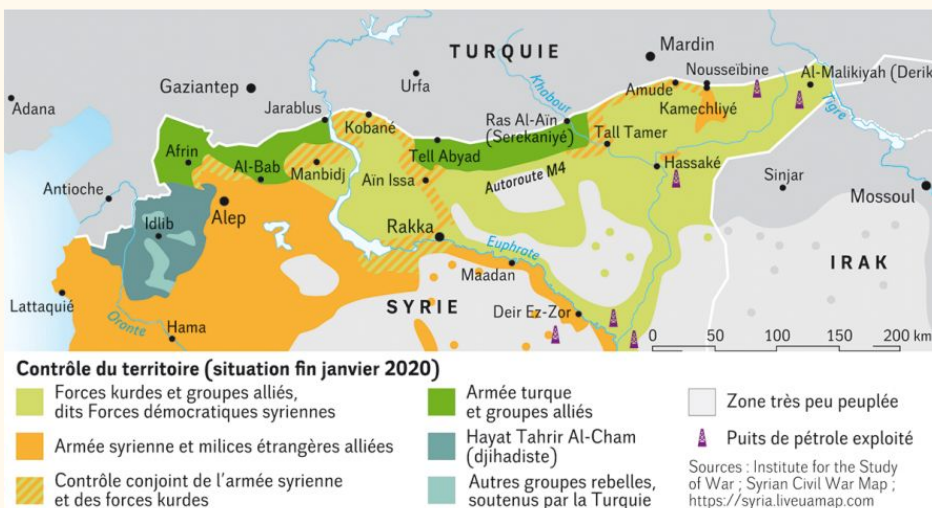 TURQUIE
Mardin
Nousseïbine
Al-Malikiyah (Derik
Gaziantep
Urfa
Khobour
Amude
Adana
Jarablus
Kobané
Ras Al-Aïn
(Serekaniyé)
Kamechliyé
Tigre
Tall Tamer
Afrin
Al-Bab
Manbidj
Tell Abyad
Hassaké
Antioche
Aïn Issa
Autoroute M4
Sinjar
Mossoul
Alep
Idlib
Rakka
Euphrate
IRAK
Maadan
SYRIE
Lattaquié
Deir Ez-Zor
Oronte
Hama
0 50 100 150 200 km
Contrôle du territoire (situation fin janvier 2020)
Forces kurdes et groupes alliés,
dits Forces démocratiques syriennes
Armée syrienne et milices étrangères alliées
Contrôle conjoint de l’armée syrienne
et des forces kurdes
Armée turque
et groupes alliés
Hayat Tahrir Al-Cham
(djihadiste)
Autres groupes rebelles,
soutenus par la Turquie
Zone très peu peuplée
Puits de pétrole exploité
Sources : Institute for the Study
of War ; Syrian Civil War Map ;
https://syria.liveuamap.com